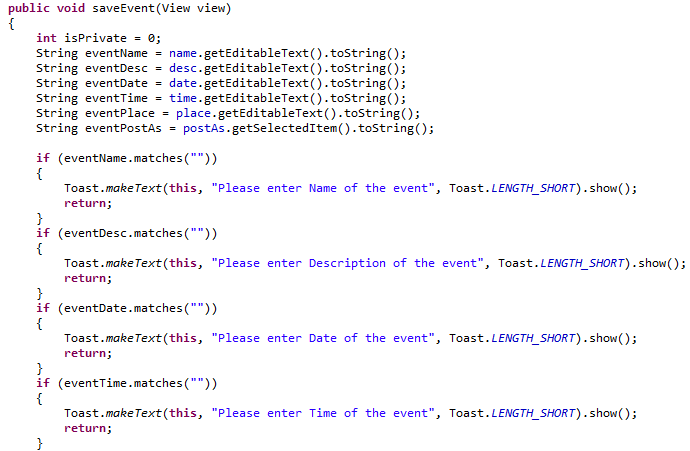 public void saveEvent(View view)
{
    int isPrivate = 0;
    String eventName = name.getEditableText().toString();
    String eventDesc = desc.getEditableText().toString();
    String eventDate = date.getEditableText().toString();
    String eventTime = time.getEditableText().toString();
    String eventPlace = place.getEditableText().toString();
    String eventPostAs = postAs.getSelectedItem().toString();

    if (eventName.matches(""))
    {
        Toast.makeText(this, "Please enter Name of the event", Toast.LENGTH_SHORT).show();
        return;
    }
    if (eventDesc.matches(""))
    {
        Toast.makeText(this, "Please enter Description of the event", Toast.LENGTH_SHORT).show();
        return;
    }
    if (eventDate.matches(""))
    {
        Toast.makeText(this, "Please enter Date of the event", Toast.LENGTH_SHORT).show();
        return;
    }
    if (eventTime.matches(""))
    {
        Toast.makeText(this, "Please enter Time of the event", Toast.LENGTH_SHORT).show();
        return;
    }